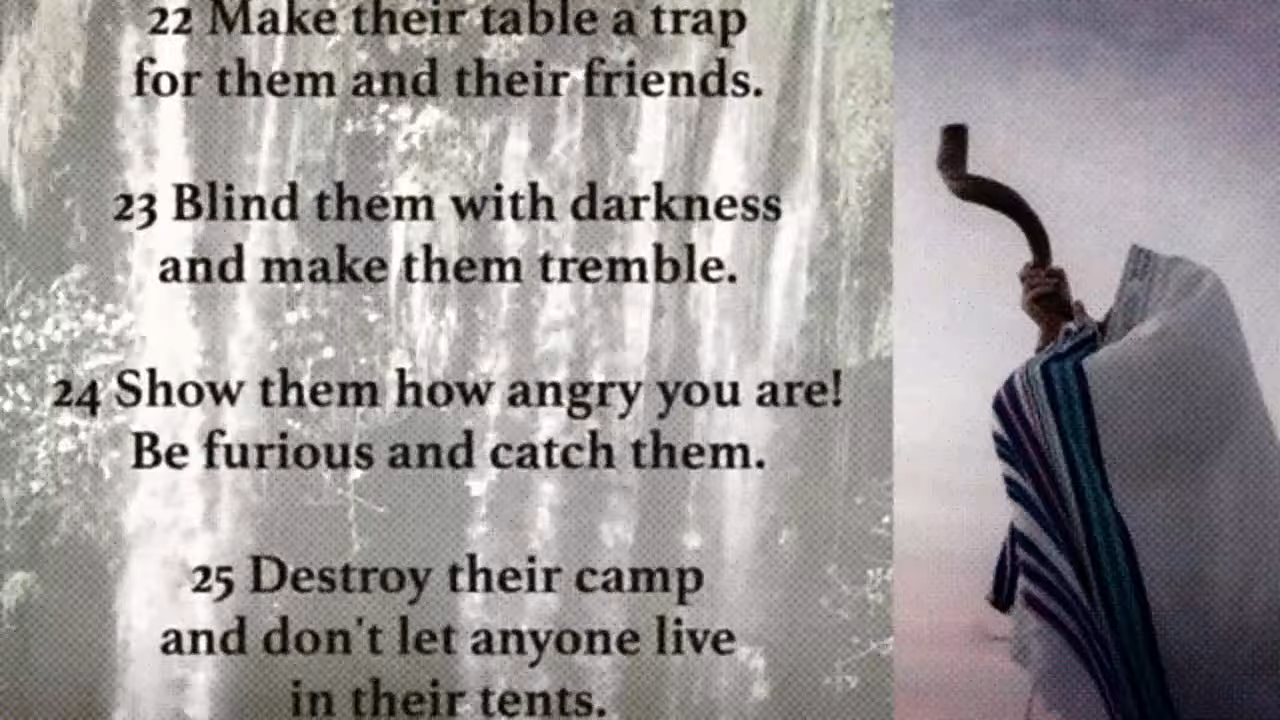 22 Make their table a trap
for them and their friends.
23 Blind them with darkness
and make them tremble.
24 Show them how angry you are!
Be furious and catch them.
25 Destroy their camp
and don't let anyone live
in their tents.